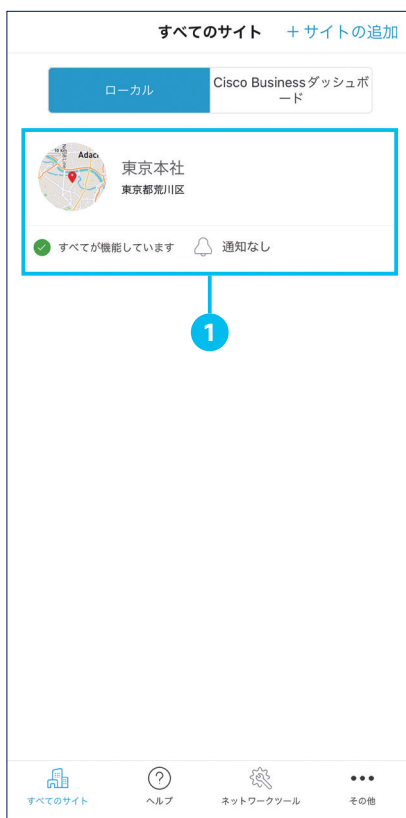 すべてのサイト ＋サイトの追加
ローカル
Cisco Businessダッシュボ
ード
Adac
東京本社
東京都荒川区
すべてが機能しています 通知なし
1
すべてのサイト ヘルプ ネットワークツール その他